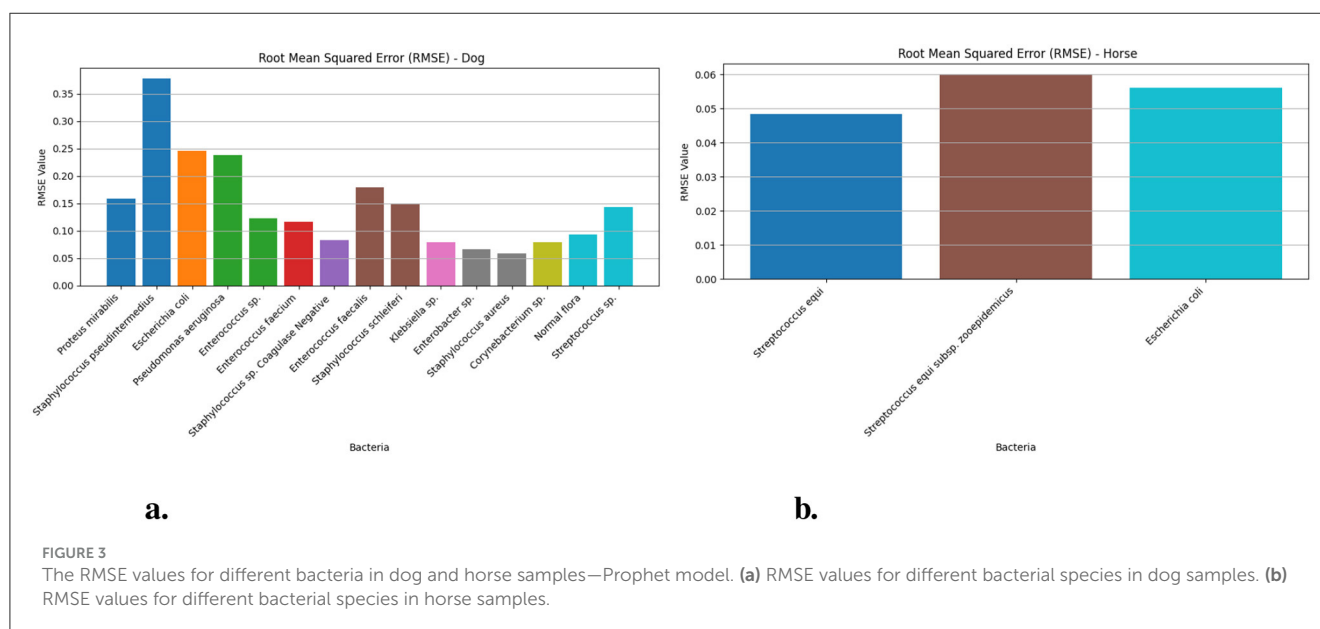 Root Mean Squared Error (RMSE) - Dog
RMSE Value
0.35
0.30
0.25
0.20
0.15
0.10
0.05
0.00
Proteus mirabilis
Staphylococcus pseudintermedius
Escherichia coli
Pseudomonas aeruginosa
Enterococcus sp.
Enterococcus faecium
Staphylococcus sp. Coagulase Negative
Enterococcus faecalis
Staphylococcus schleiferi
Klebsiella sp.
Enterobacter sp.
Staphylococcus aureus
Corynebacterium sp.
Normal flora
Streptococcus sp.
Bacteria
a.
Root Mean Squared Error (RMSE) - Horse
RMSE Value
0.06
0.05
0.04
0.03
0.02
0.01
0.00
Streptococcus equi
Streptococcus equi subsp. zooepidemicus
Escherichia coli
Bacteria
b.
FIGURE 3
The RMSE values for different bacteria in dog and horse samples—Prophet model. (a) RMSE values for different bacterial species in dog samples. (b)
RMSE values for different bacterial species in horse samples.